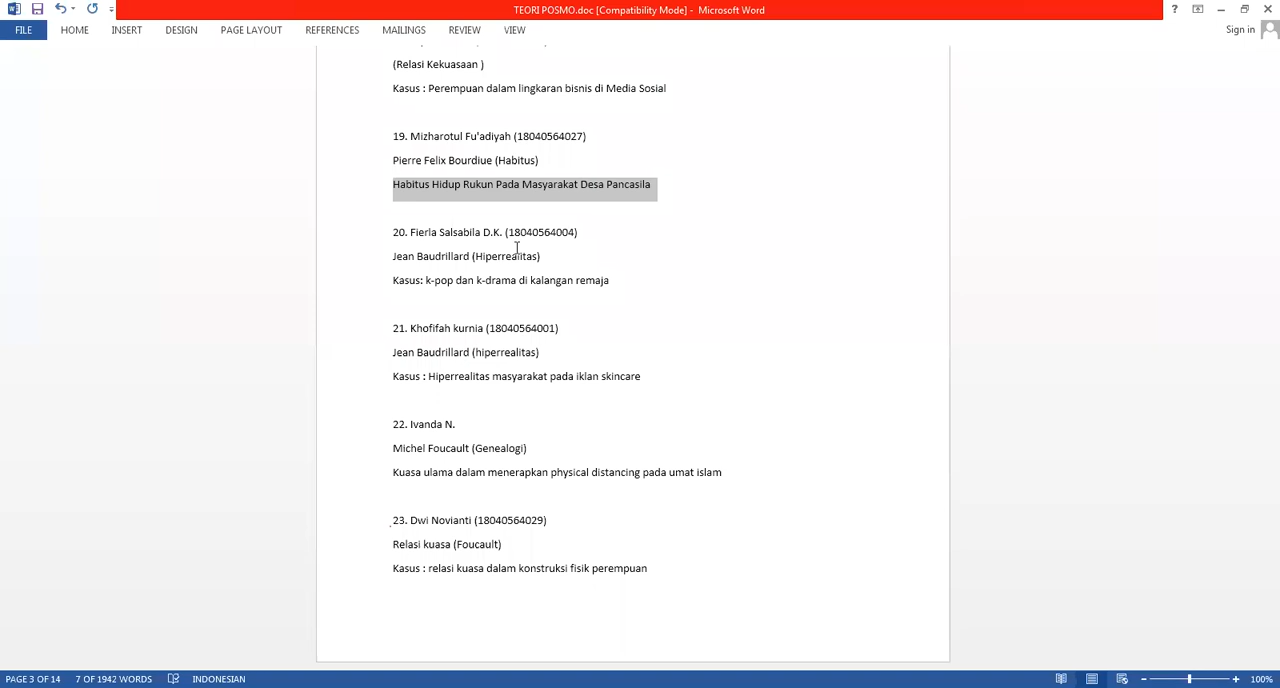 TEORI POSMO.doc [Compatibility Mode] - Microsoft Word
FILE HOME INSERT DESIGN PAGE LAYOUT REFERENCES MAILINGS REVIEW VIEW Sign in
(Relasi Kekuasaan )
Kasus : Perempuan dalam lingkaran bisnis di Media Sosial
19. Mizharotul Fu'adiyah (18040564027)
Pierre Felix Bourdiue (Habitus)
Habitus Hidup Rukun Pada Masyarakat Desa Pancasila
20. Fierla Salsabila D.K. (18040564004)
Jean Baudrillard (Hiperrealitas)
Kasus: k-pop dan k-drama di kalangan remaja
21. Khofifah kurnia (18040564001)
Jean Baudrillard (hiperrealitas)
Kasus : Hiperrealitas masyarakat pada iklan skincare
22. Ivanda N.
Michel Foucault (Genealogi)
Kuasa ulama dalam menerapkan physical distancing pada umat islam
23. Dwi Novianti (18040564029)
Relasi kuasa (Foucault)
Kasus : relasi kuasa dalam konstruksi fisik perempuan
PAGE 3 OF 14 7 OF 1942 WORDS INDONESIAN 100%